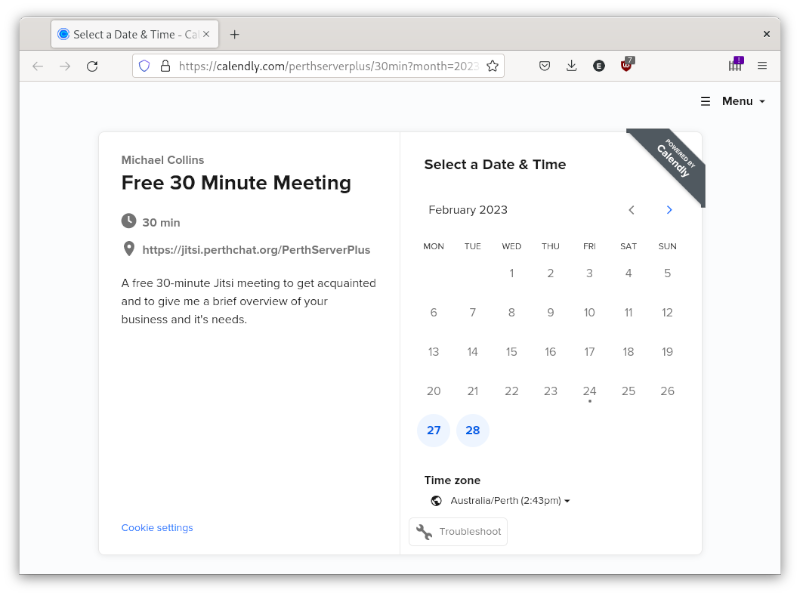 Select a Date & Time - Cal
https://calendly.com/perthserverplus/30min?month=2023
E
7
1
Menu
Michael Collins
Free 30 Minute Meeting
30 min
https://jitsi.perthchat.org/PerthServerPlus
A free 30-minute Jitsi meeting to get acquainted
and to give me a brief overview of your
business and it's needs.
Cookie settings
POWERED BY
Calendly
Select a Date & Time
February 2023
MON TUE WED THU FRI SAT SUN
1 2 3 4 5
6 7 8 9 10 11 12
13 14 15 16 17 18 19
20 21 22 23 24 25 26
27 28
Time zone
Australia/Perth (2:43pm)
Troubleshoot